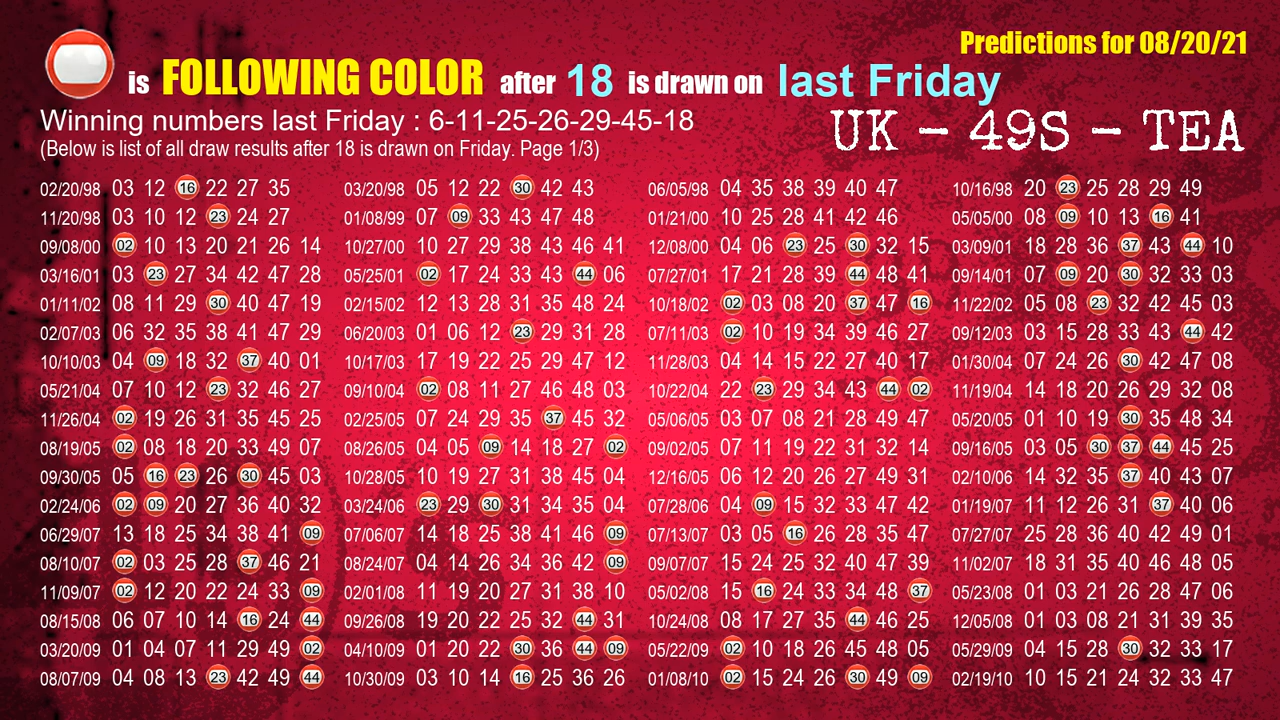 Predictions for 08/20/21
is FOLLOWING COLOR after 18 is drawn on last Friday
Winning numbers last Friday : 6-11-25-26-29-45-18
UK - 49S - TEA
(Below is list of all draw results after 18 is drawn on Friday. Page 1/3)
02/20/98 03 12 16 22 27 35 03/20/98 05 12 22 30 42 43 06/05/98 04 35 38 39 40 47 10/16/98 20 23 25 28 29 49
11/20/98 03 10 12 23 24 27 01/08/99 07 09 33 43 47 48 01/21/00 10 25 28 41 42 46 05/05/00 08 09 10 13 16 41
09/08/00 02 10 13 20 21 26 14 10/27/00 10 27 29 38 43 46 41 12/08/00 04 06 23 25 30 32 15 03/09/01 18 28 36 37 43 44 10
03/16/01 03 23 27 34 42 47 28 05/25/01 02 17 24 33 43 44 06 07/27/01 17 21 28 39 44 48 41 09/14/01 07 09 20 30 32 33 03
01/11/02 08 11 29 30 40 47 19 02/15/02 12 13 28 31 35 48 24 10/18/02 02 03 08 20 37 47 16 11/22/02 05 08 23 32 42 45 03
02/07/03 06 32 35 38 41 47 29 06/20/03 01 06 12 23 29 31 28 07/11/03 02 10 19 34 39 46 27 09/12/03 03 15 28 33 43 44 42
10/10/03 04 09 18 32 37 40 01 10/17/03 17 19 22 25 29 47 12 11/28/03 04 14 15 22 27 40 17 01/30/04 07 24 26 30 42 47 08
05/21/04 07 10 12 23 32 46 27 09/10/04 02 08 11 27 46 48 03 10/22/04 22 23 29 34 43 44 02 11/19/04 14 18 20 26 29 32 08
11/26/04 02 19 26 31 35 45 25 02/25/05 07 24 29 35 37 45 32 05/06/05 03 07 08 21 28 49 47 05/20/05 01 10 19 30 35 48 34
08/19/05 02 08 18 20 33 49 07 08/26/05 04 05 09 14 18 27 02 09/02/05 07 11 19 22 31 32 14 09/16/05 03 05 30 37 44 45 25
09/30/05 05 16 23 26 30 45 03 10/28/05 10 19 27 31 38 45 04 12/16/05 06 12 20 26 27 49 31 02/10/06 14 32 35 37 40 43 07
02/24/06 02 09 20 27 36 40 32 03/24/06 23 29 30 31 34 35 04 07/28/06 04 09 15 32 33 47 42 01/19/07 11 12 26 31 37 40 06
06/29/07 13 18 25 34 38 41 09 07/06/07 14 18 25 38 41 46 09 07/13/07 03 05 16 26 28 35 47 07/27/07 25 28 36 40 42 49 01
08/10/07 02 03 25 28 37 46 21 08/24/07 04 14 26 34 36 42 09 09/07/07 15 24 25 32 40 47 39 11/02/07 18 31 35 40 46 48 05
11/09/07 02 12 20 22 24 33 09 02/01/08 11 19 20 27 31 38 10 05/02/08 15 16 24 33 34 48 37 05/23/08 01 03 21 26 28 47 06
08/15/08 06 07 10 14 16 24 44 09/26/08 19 20 22 25 32 44 31 10/24/08 08 17 27 35 44 46 25 12/05/08 01 03 08 21 31 39 35
03/20/09 01 04 07 11 29 49 02 04/10/09 01 20 22 30 36 44 09 05/22/09 02 10 18 26 45 48 05 05/29/09 04 15 28 30 32 33 17
08/07/09 04 08 13 23 42 49 44 10/30/09 03 10 14 16 25 36 26 01/08/10 02 15 24 26 30 49 09 02/19/10 10 15 21 24 32 33 47